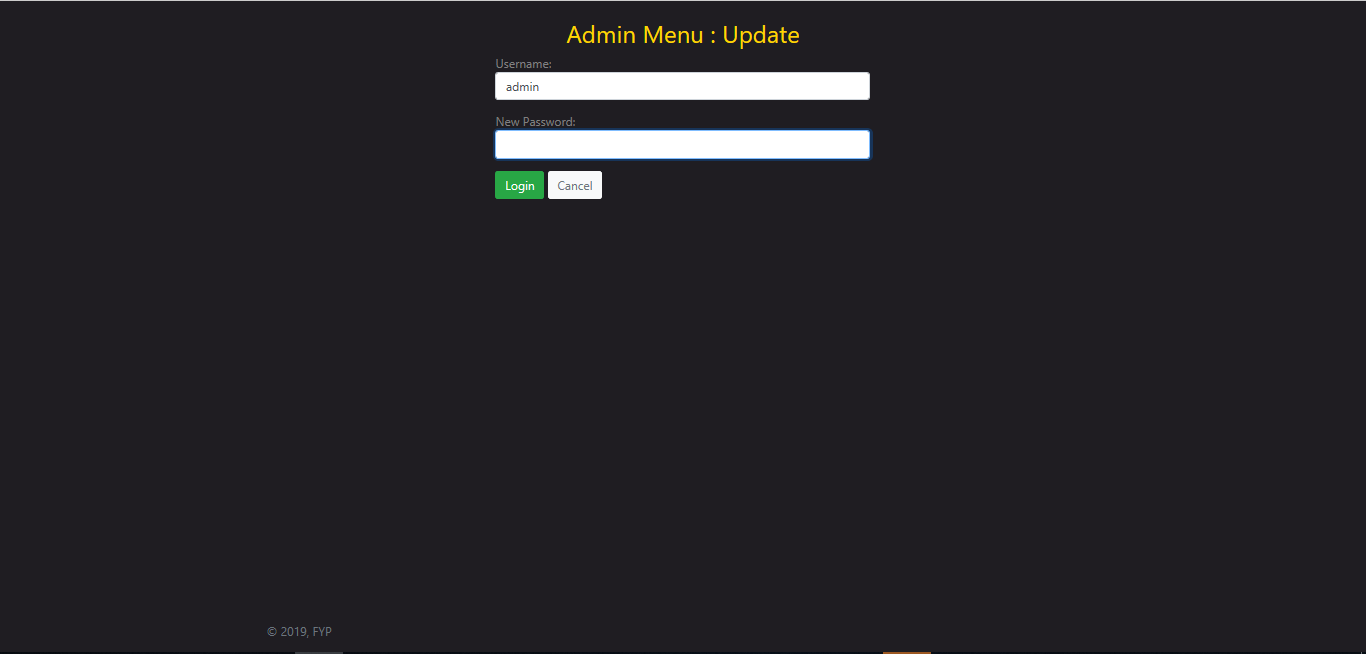 Admin Menu : Update
Username:
admin
New Password:
Login Cancel
© 2019, FYP